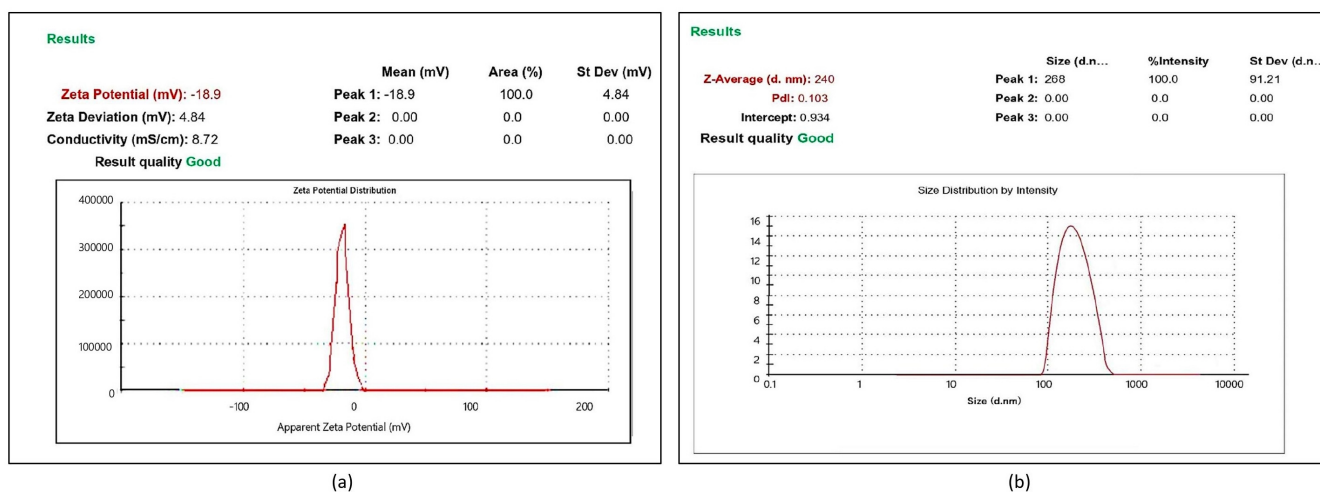 Results
Mean (mV) Area (%) St Dev (mV)
Zeta Potential (mV): -18.9 Peak 1: -18.9 100.0 4.84
Zeta Deviation (mV): 4.84 Peak 2: 0.00 0.0 0.00
Conductivity (mS/cm): 8.72 Peak 3: 0.00 0.0 0.00
Result quality Good
Zeta Potential Distribution
400000
300000
200000
100000
0
-100 0 100 200
Apparent Zeta Potential (mV)
(a)
Results
Size (d.n... %Intensity St Dev (d.n...
Z-Average (d. nm): 240 Peak 1: 268 100.0 91.21
PdI: 0.103 Peak 2: 0.00 0.0 0.00
Intercept: 0.934 Peak 3: 0.00 0.0 0.00
Result quality Good
Size Distribution by Intensity
16
14
12
10
8
6
4
2
0
0.1 1 10 100 1000 10000
Size (d.nm)
(b)